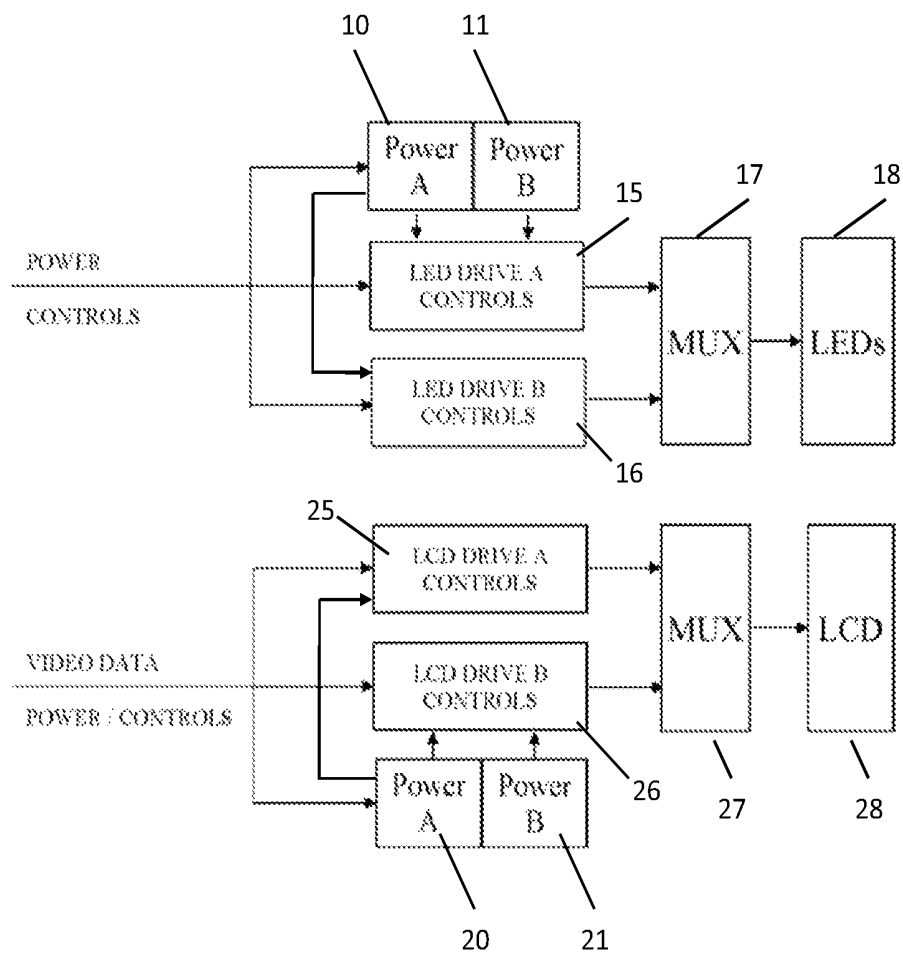 10
11
Power
A
Power
B
15
17
18
POWER
CONTROLS
LED DRIVE A
CONTROLS
MUX
LEDs
LED DRIVE B
CONTROLS
16
25
LCD DRIVE A
CONTROLS
MUX
LCD
VIDEO DATA
POWER / CONTROLS
LCD DRIVE B
CONTROLS
26
27
28
Power
A
Power
B
20
21